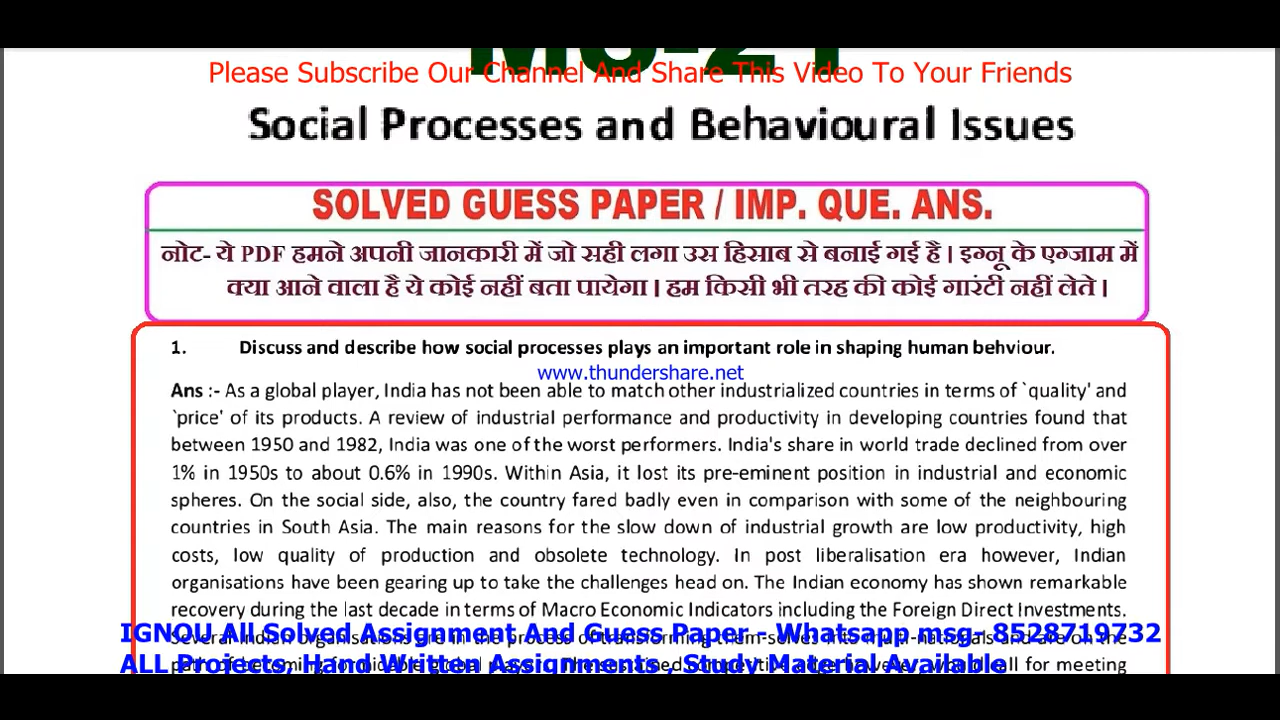 Please Subscribe Our Channel And Share This Video To Your Friends
Social Processes and Behavioural Issues
SOLVED GUESS PAPER / IMP. QUE. ANS.
नोट- ये PDF हमने अपनी जानकारी में जो सही लगा उस हिसाब से बनाई गई है। इग्नू के एग्जाम में
क्या आने वाला है ये कोई नहीं बता पायेगा। हम किसी भी तरह की कोई गारंटी नहीं लेते।
1. Discuss and describe how social processes plays an important role in shaping human behviour.
www.thundershare.net
Ans :- As a global player, India has not been able to match other industrialized countries in terms of `quality' and
`price' of its products. A review of industrial performance and productivity in developing countries found that
between 1950 and 1982, India was one of the worst performers. India's share in world trade declined from over
1% in 1950s to about 0.6% in 1990s. Within Asia, it lost its pre-eminent position in industrial and economic
spheres. On the social side, also, the country fared badly even in comparison with some of the neighbouring
countries in South Asia. The main reasons for the slow down of industrial growth are low productivity, high
costs, low quality of production and obsolete technology. In post liberalisation era however, Indian
organisations have been gearing up to take the challenges head on. The Indian economy has shown remarkable
recovery during the last decade in terms of Macro Economic Indicators including the Foreign Direct Investments.
IGNOU All Solved Assignment And Guess Paper - Whatsapp msg- 8528719732
ALL Projects, Hand Written Assignments , Study Material Available